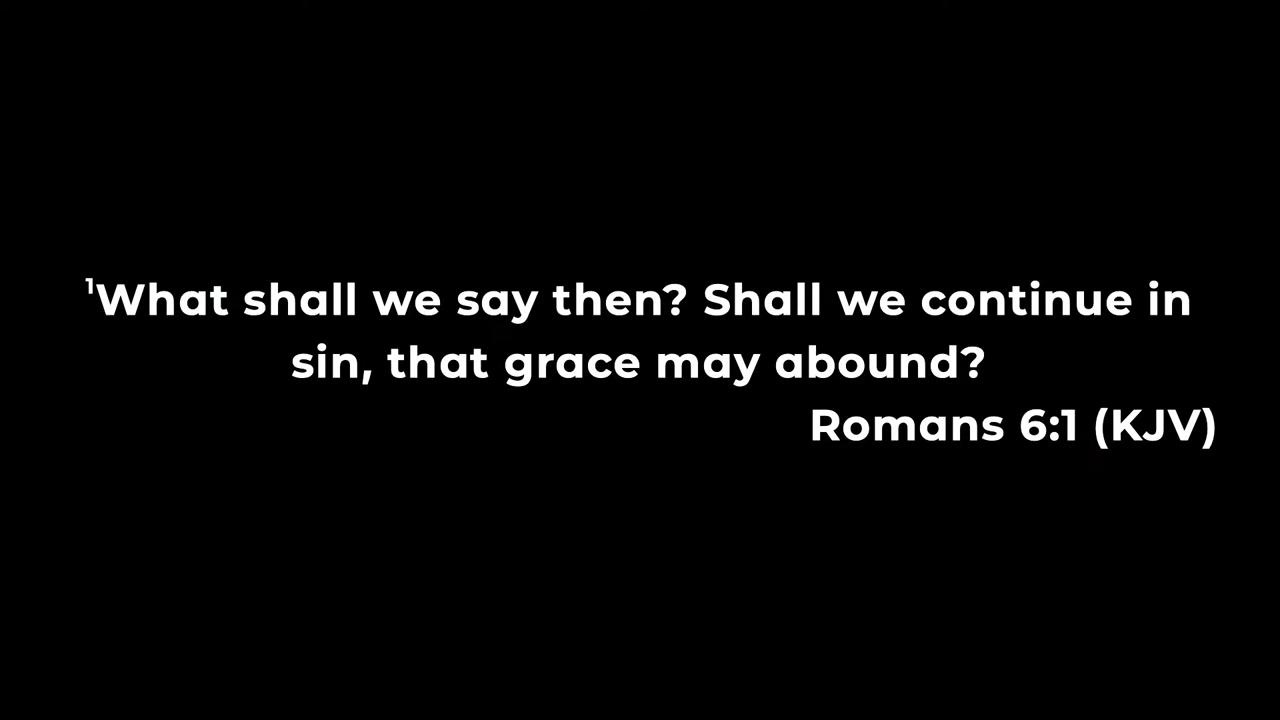 ¹What shall we say then? Shall we continue in
sin, that grace may abound?
Romans 6:1 (KJV)